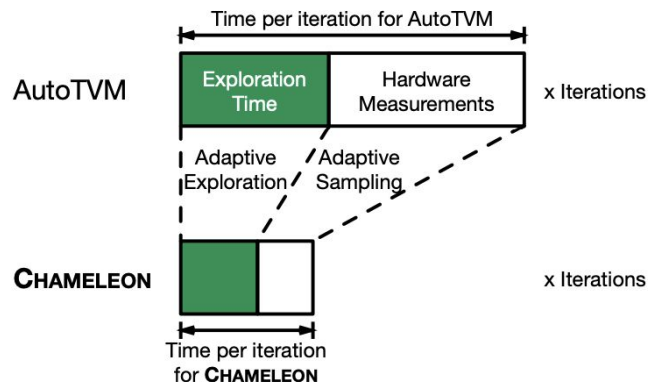 Time per iteration for AutoTVM
AutoTVM
Exploration
Time
Hardware
Measurements
x Iterations
Adaptive
Exploration
Adaptive
Sampling
CHAMELEON
x Iterations
Time per iteration
for CHAMELEON